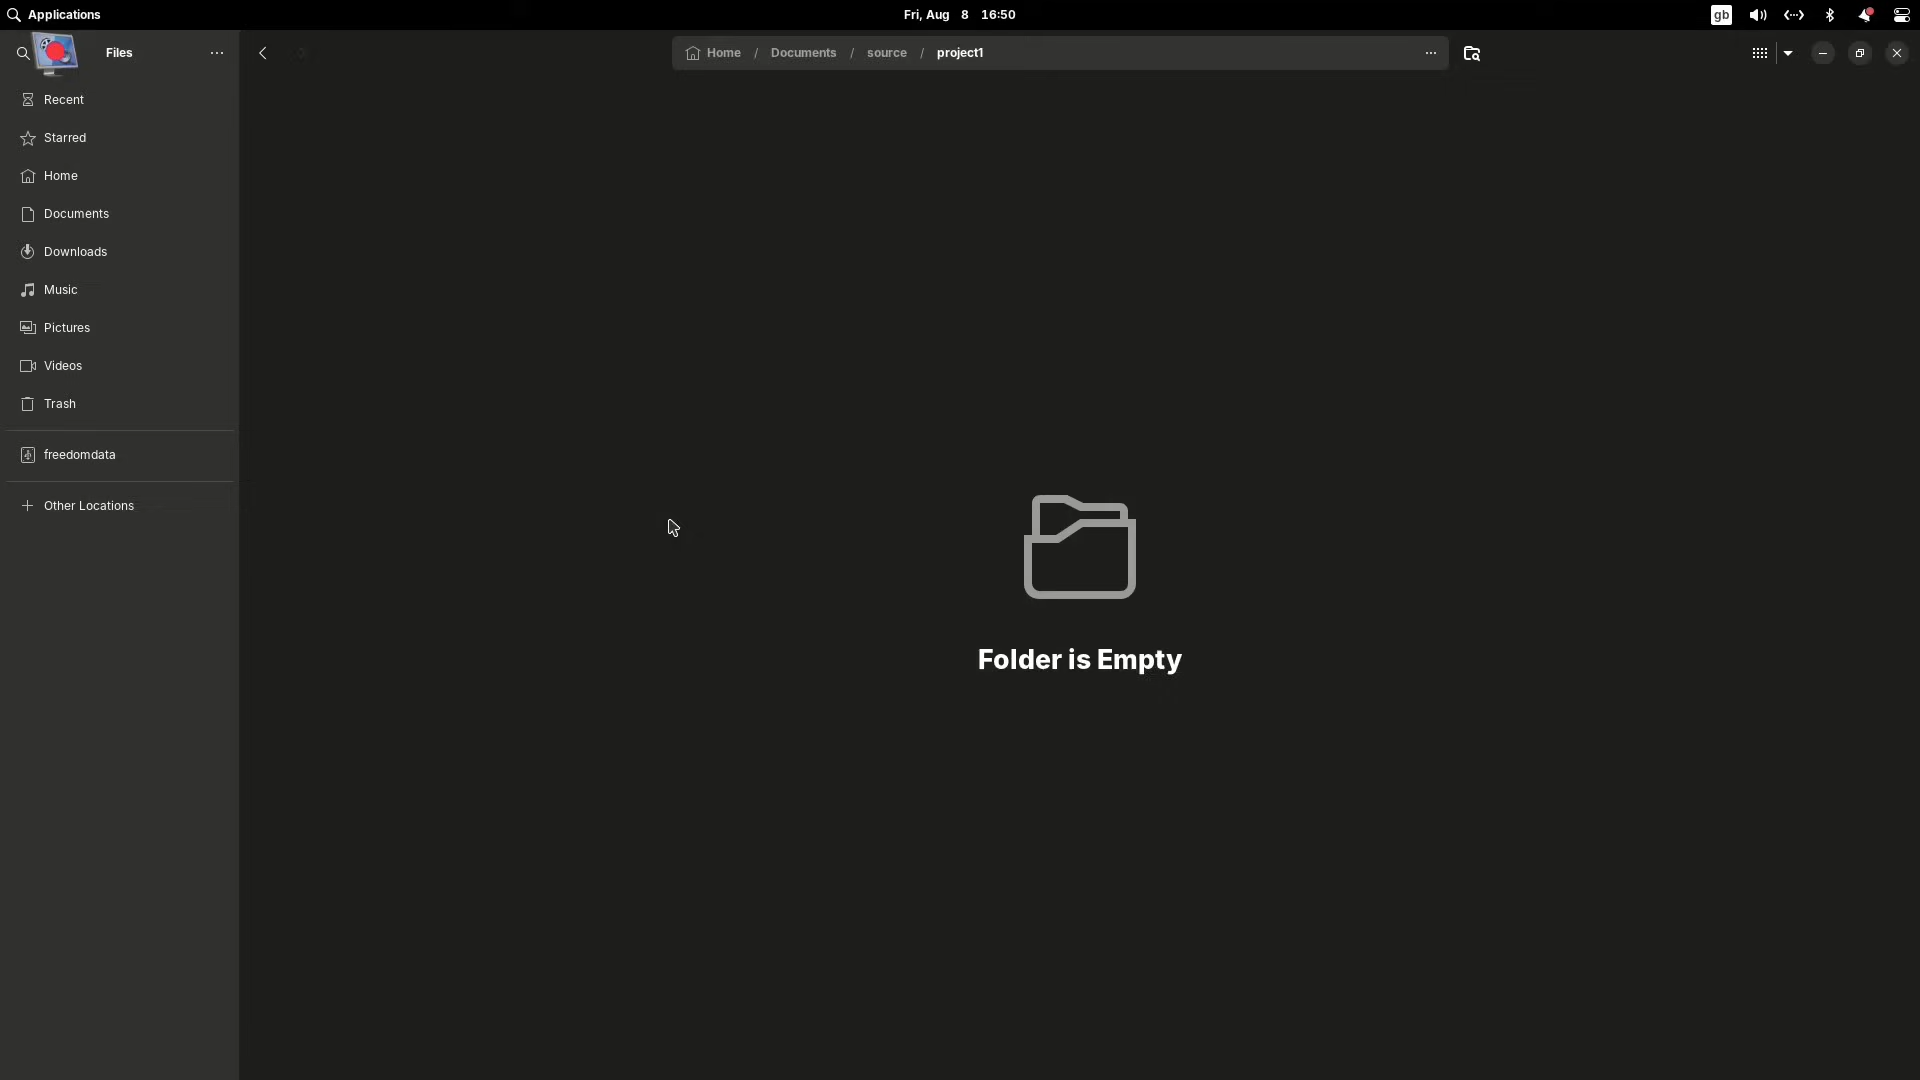 Applications
Fri, Aug 8 16:50
gb
Files
Home / Documents / source / project1
Recent
Starred
Home
Documents
Downloads
Music
Pictures
Videos
Trash
freedomdata
Other Locations
Folder is Empty